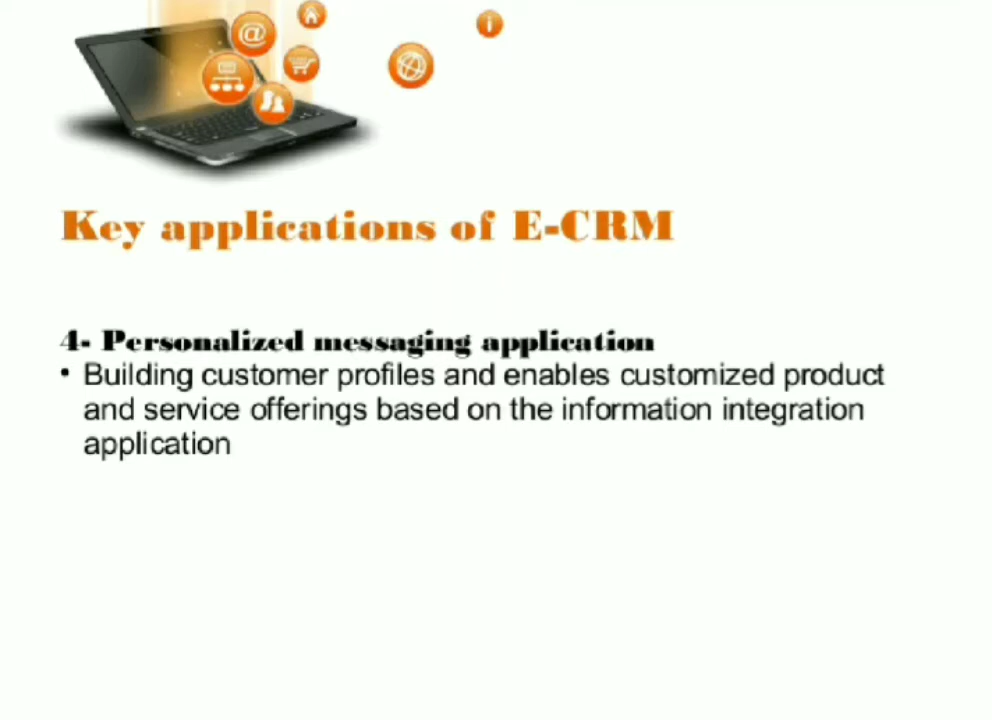 Key applications of E-CRM
4- Personalized messaging application
• Building customer profiles and enables customized product
and service offerings based on the information integration
application